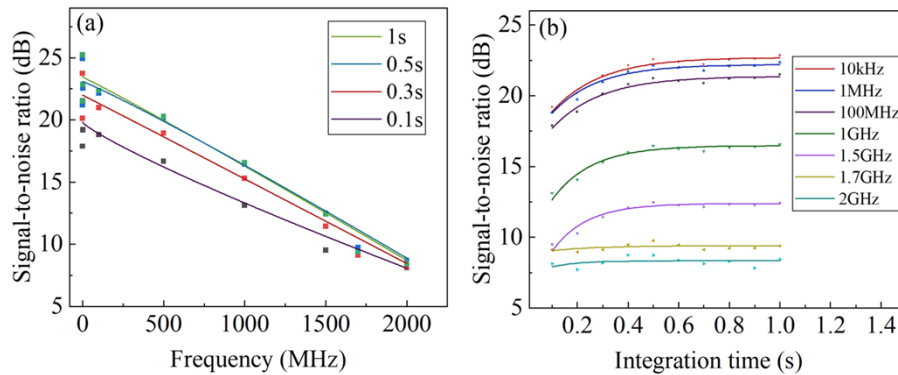 (a)
Signal-to-noise ratio (dB)
25
20
15
10
5
1s
0.5s
0.3s
0.1s
0
500
1000
1500
2000
Frequency (MHz)
(b)
Signal-to-noise ratio (dB)
25
20
15
10
5
10kHz
1MHz
100MHz
1GHz
1.5GHz
1.7GHz
2GHz
0.2
0.4
0.6
0.8
1.0
1.2
1.4
Integration time (s)